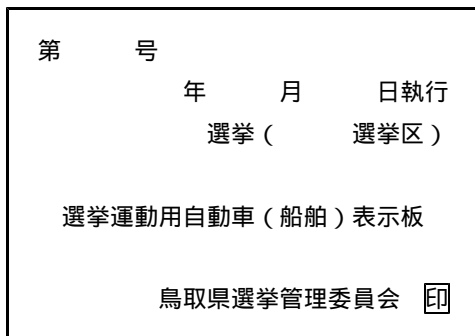 第　　　号
年　　　月　　　日執行
選挙（　　　選挙区）
選挙運動用自動車（船舶）表示板
鳥取県選挙管理委員会　印